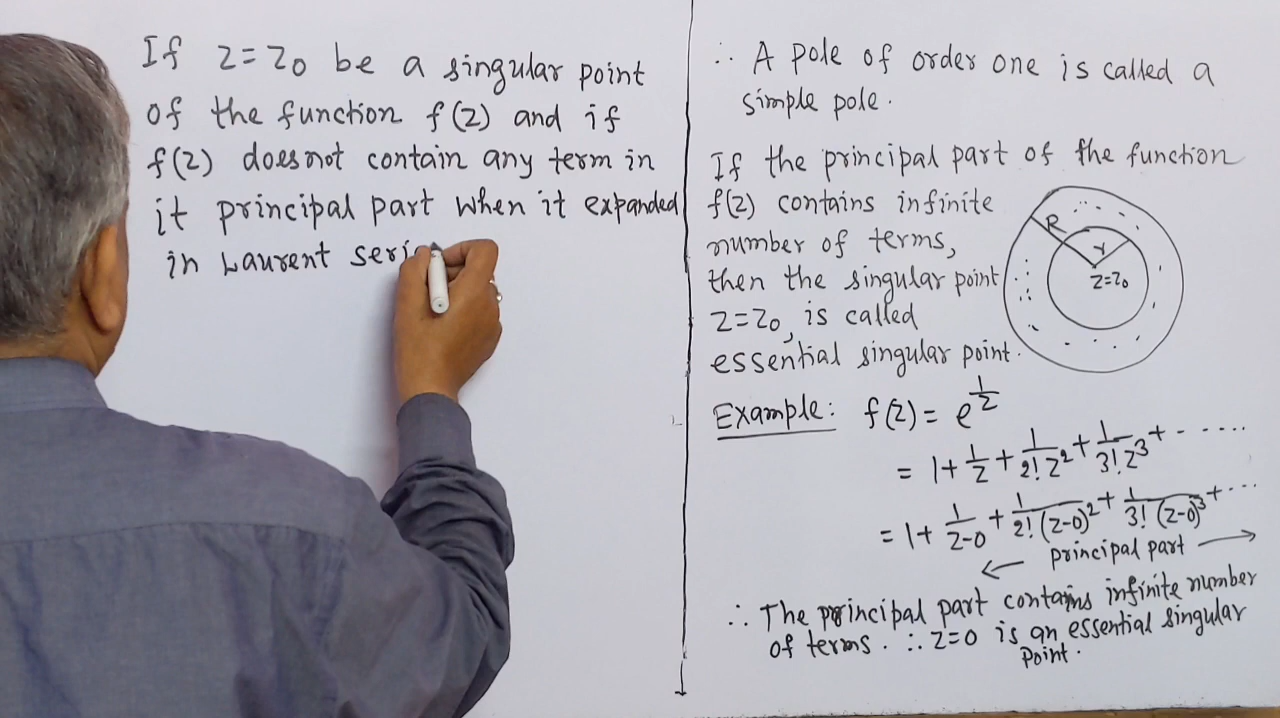 If z=z₀ be a singular point
of the function f(z) and if
f(z) does not contain any term in
it principal part when it expanded
in Laurent seri
∴ A pole of order one is called a
simple pole.
If the principal part of the function
f(z) contains infinite
number of terms,
then the singular point
z=z₀, is called
essential singular point.
R
r
z=z₀
Example: f(z) = e^(1/z)
= 1 + 1/z + 1/(2! z²) + 1/(3! z³) + - ....
= 1 + 1/(z-0) + 1/(2! (z-0)²) + 1/(3! (z-0)³) + ...
← principal part →
∴ The principal part contains infinite number
of terms. ∴ z=0 is an essential singular
point.